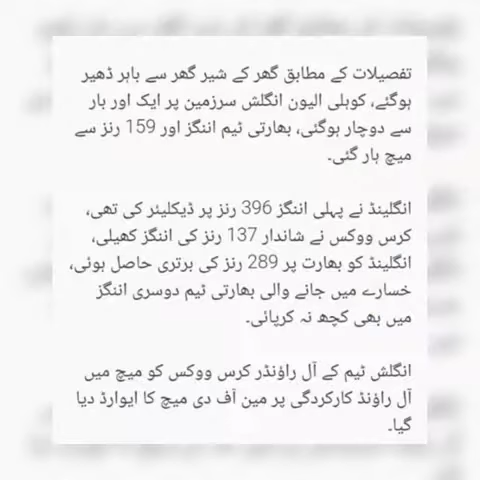 تفصیلات کے مطابق گھر کے شیر گھر سے باہر ڈھیر
ہوگئے، کوہلی الیون انگلش سرزمین پر ایک اور بار
سے دوچار ہوگئی، بھارتی ٹیم اننگز اور 159 رنز سے
میچ ہار گئی۔
انگلینڈ نے پہلی اننگز 396 رنز پر ڈیکلیئر کی تھی،
کرس ووکس نے شاندار 137 رنز کی اننگز کھیلی،
انگلینڈ کو بھارت پر 289 رنز کی برتری حاصل ہوئی،
خسارے میں جانے والی بھارتی ٹیم دوسری اننگز
میں بھی کچھ نہ کرپائی۔
انگلش ٹیم کے آل راؤنڈر کرس ووکس کو میچ میں
آل راؤنڈ کارکردگی پر مین آف دی میچ کا ایوارڈ دیا
گیا۔